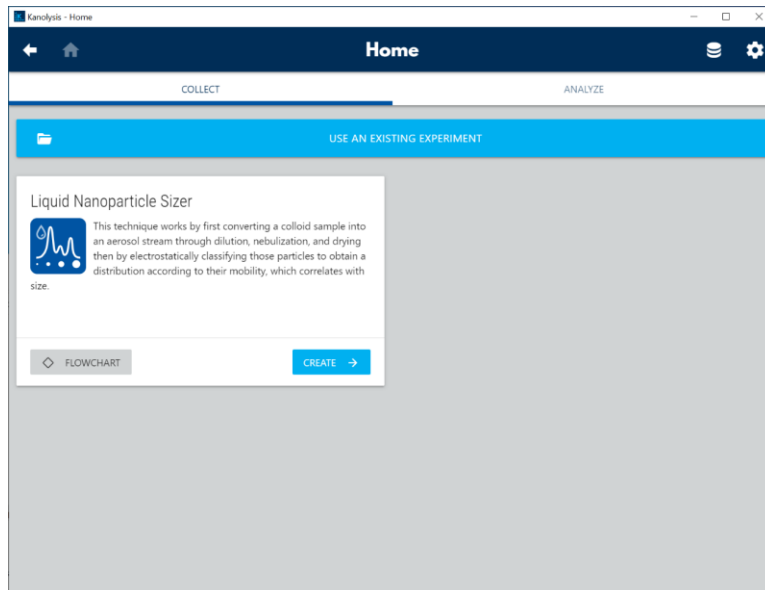 Kanolysis - Home
Home
COLLECT
ANALYZE
USE AN EXISTING EXPERIMENT
Liquid Nanoparticle Sizer
This technique works by first converting a colloid sample into
an aerosol stream through dilution, nebulization, and drying
then by electrostatically classifying those particles to obtain a
distribution according to their mobility, which correlates with
size.
FLOWCHART
CREATE